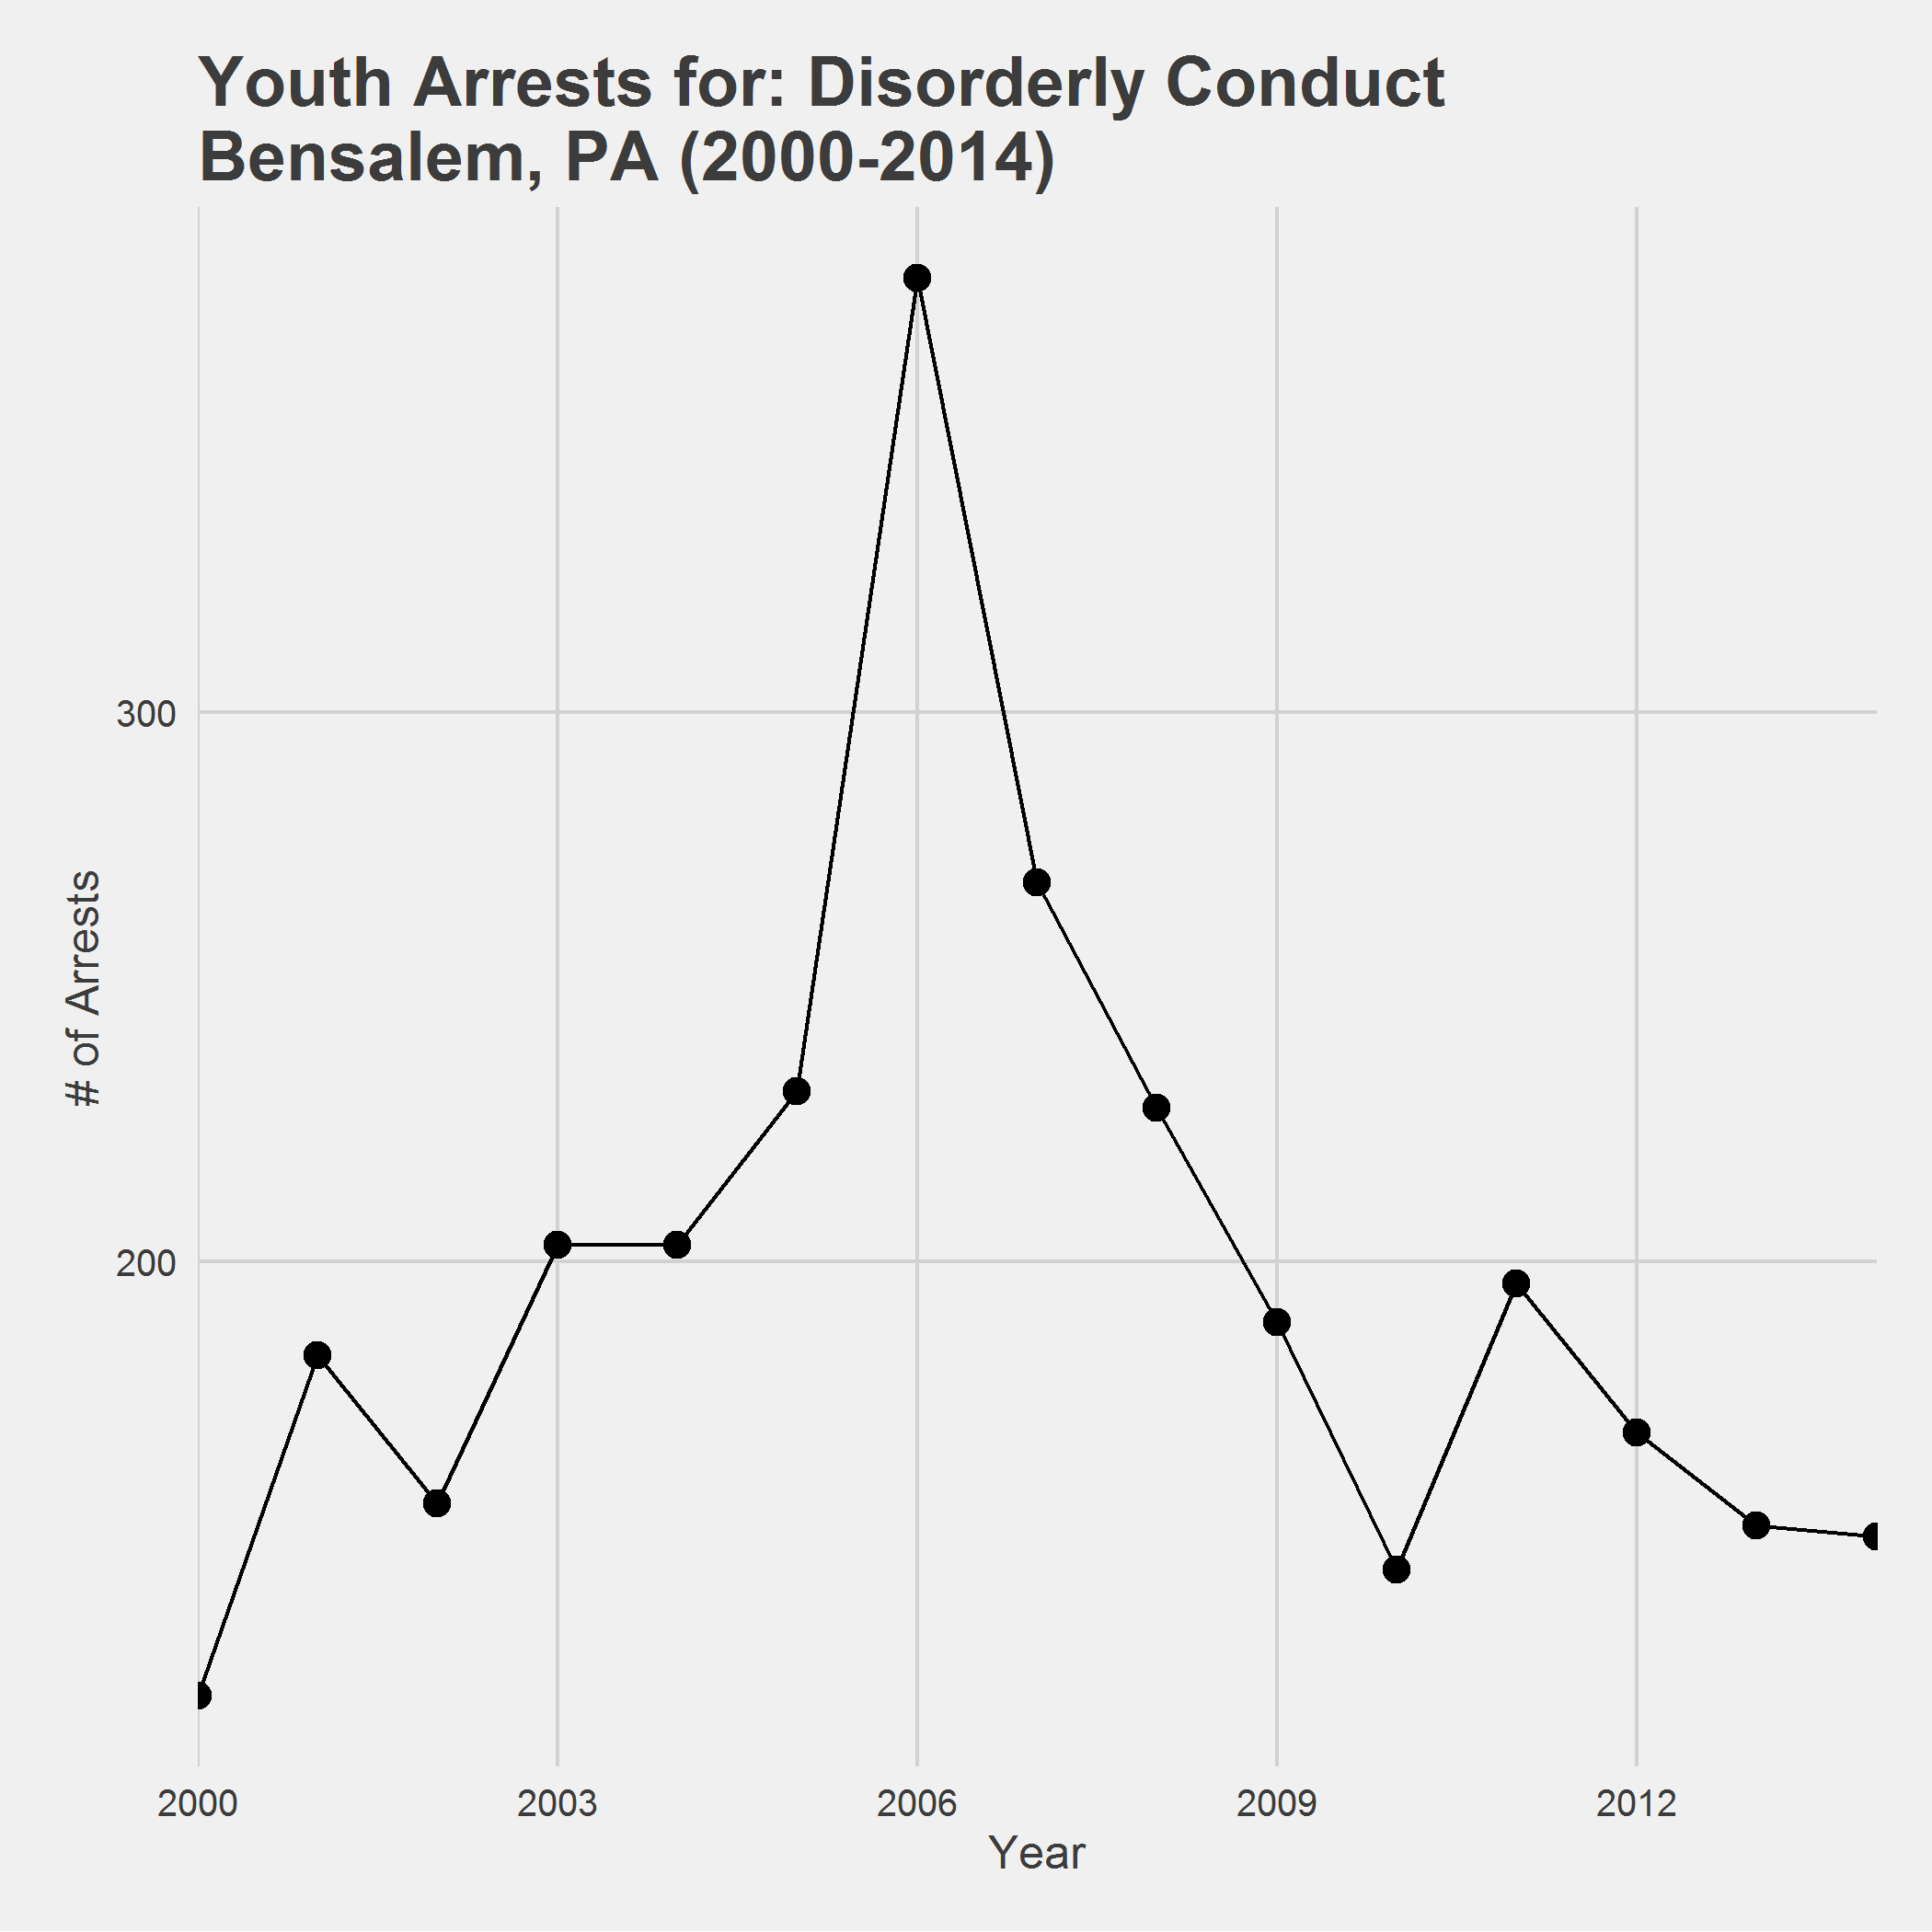 Youth Arrests for: Disorderly Conduct
Bensalem, PA (2000-2014)
300
200
# of Arrests
2000 2003 2006 2009 2012
Year